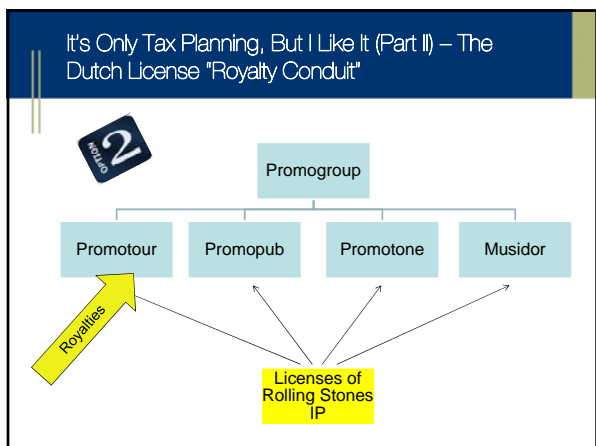 It's Only Tax Planning, But I Like It (Part II) – The
Dutch License "Royalty Conduit"
OPTION
2
Promogroup
Promotour
Promopub
Promotone
Musidor
Royalties
Licenses of
Rolling Stones
IP